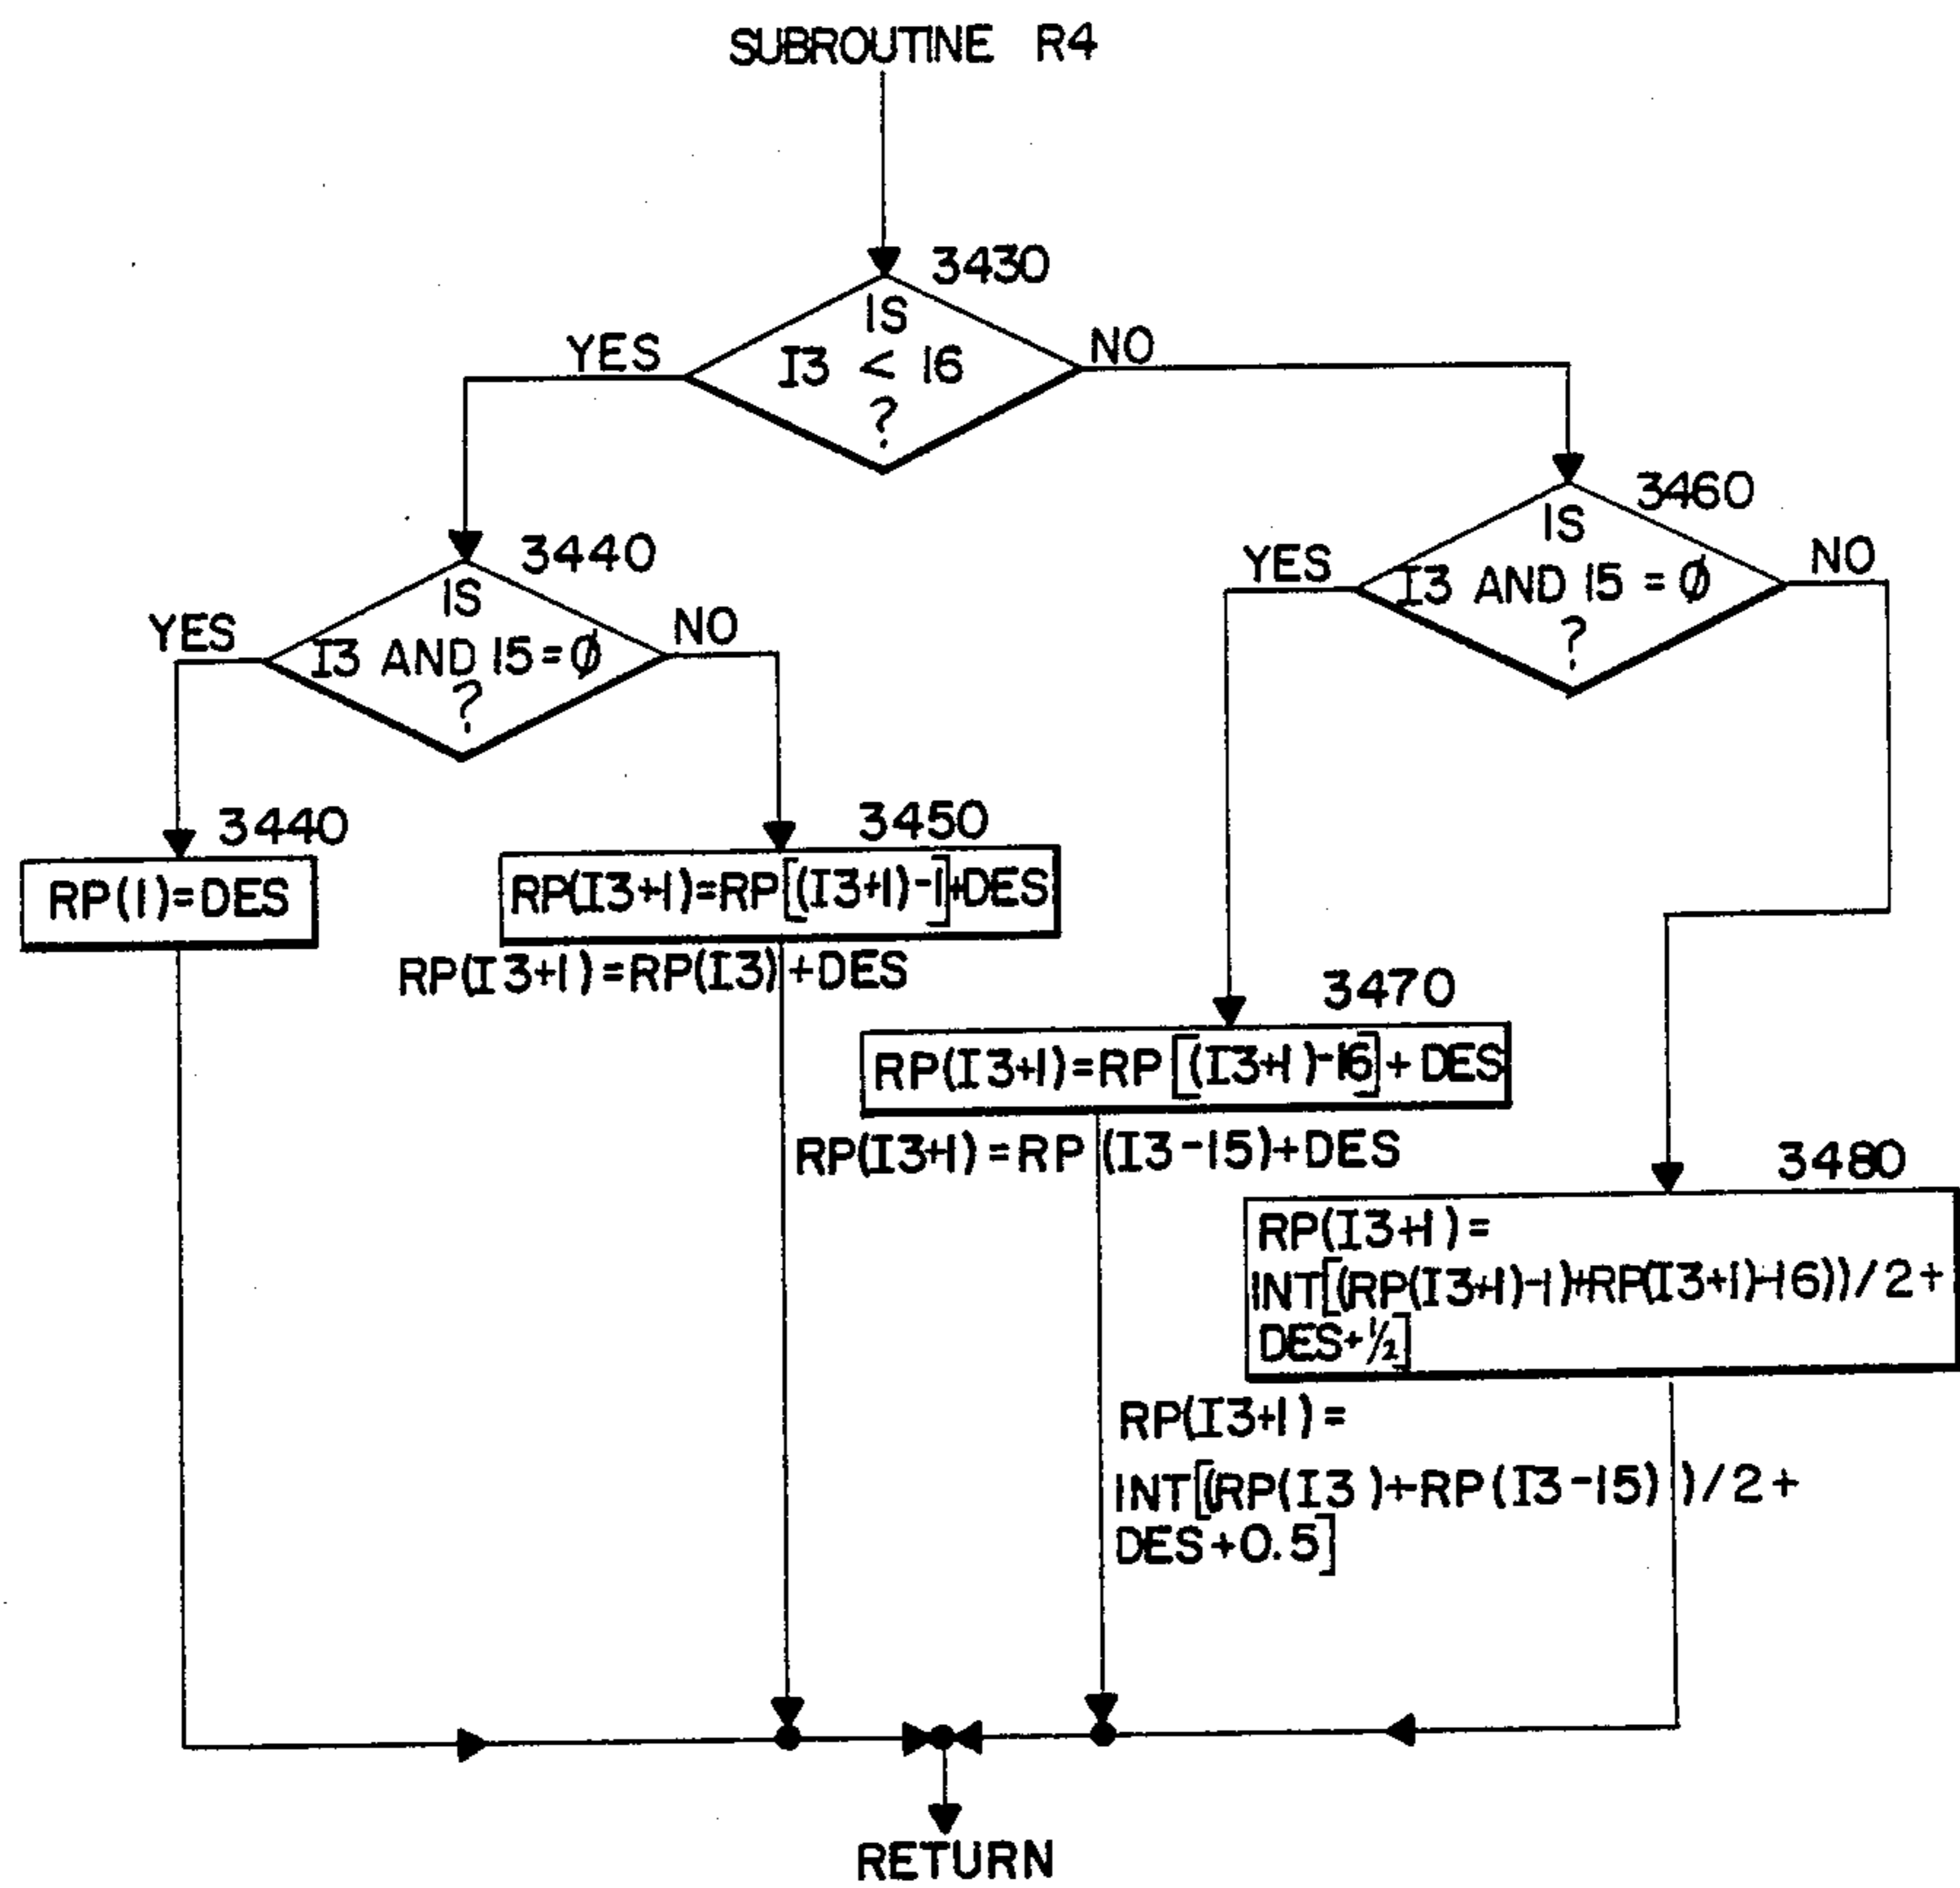 SUBROUTINE R4
3430
IS
I3 < 16
?
YES
NO
3440
IS
I3 AND 15=Ø
?
YES
NO
3460
IS
I3 AND 15 = Ø
?
YES
NO
3440
RP(1)=DES
3450
RP(I3+1)=RP[(I3+1)-1]+DES
RP(I3+1)=RP(I3)+DES
3470
RP(I3+1)=RP[(I3+1)-16]+DES
RP(I3+1)=RP(I3-15)+DES
3480
RP(I3+1)=
INT[(RP(I3+1)-1)+RP(I3+1)-16))/2+
DES+½]
RP(I3+1)=
INT[(RP(I3)+RP(I3-15))/2+
DES+0.5]
RETURN